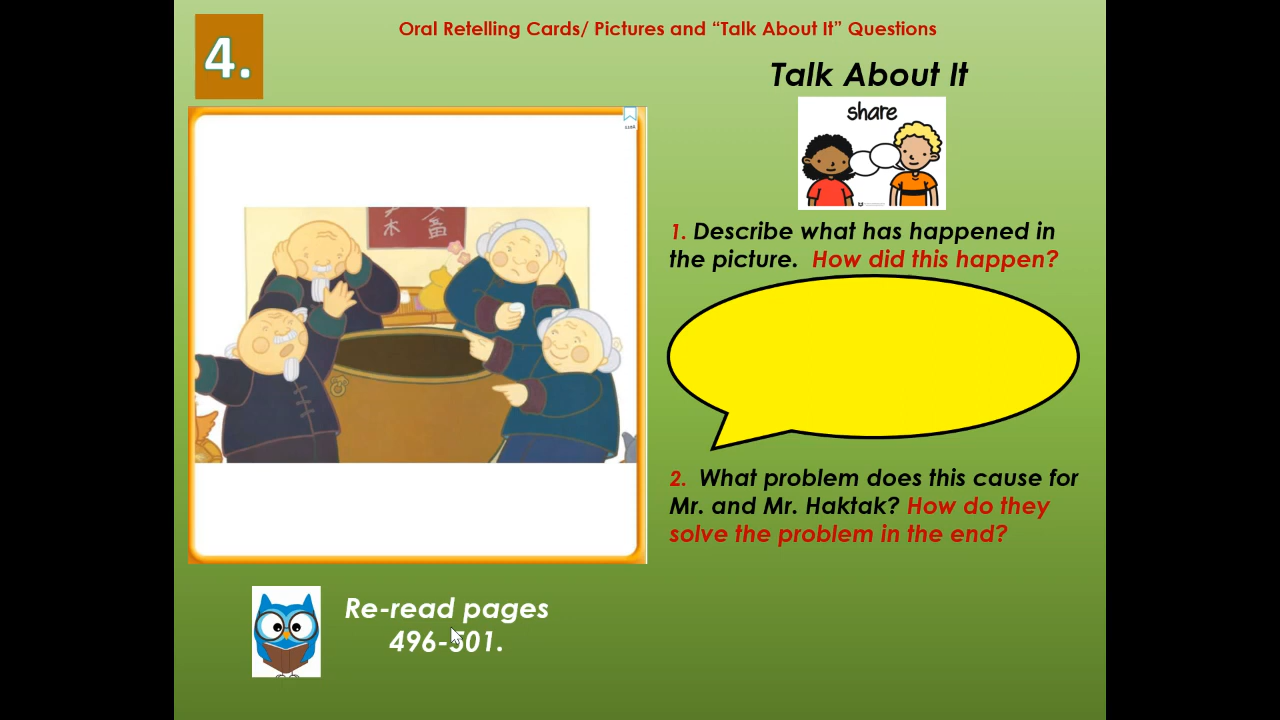 4.
Oral Retelling Cards/ Pictures and “Talk About It” Questions
Talk About It
share
1. Describe what has happened in
the picture. How did this happen?
2. What problem does this cause for
Mr. and Mr. Haktak? How do they
solve the problem in the end?
Re-read pages
496-501.